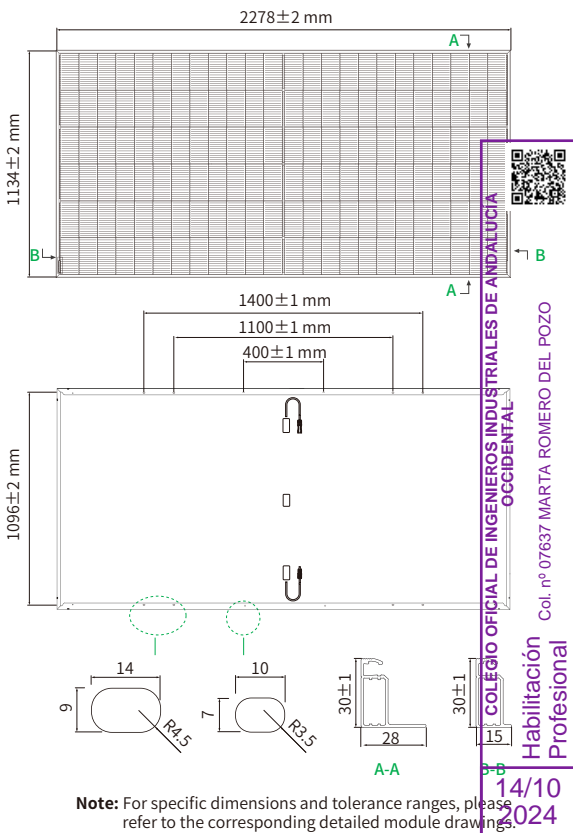 2278±2 mm
A
1134±2 mm
B
B
A
1400±1 mm
1100±1 mm
400±1 mm
1096±2 mm
14
9
R4.5
10
7
R3.5
30±1
28
A-A
30±1
15
B-B
Note: For specific dimensions and tolerance ranges, please
refer to the corresponding detailed module drawings.
COLEGIO OFICIAL DE INGENIEROS INDUSTRIALES DE ANDALUCIA
OCCIDENTAL
Col. nº 07637 MARTA ROMERO DEL POZO
Habilitación
Profesional
14/10
2024